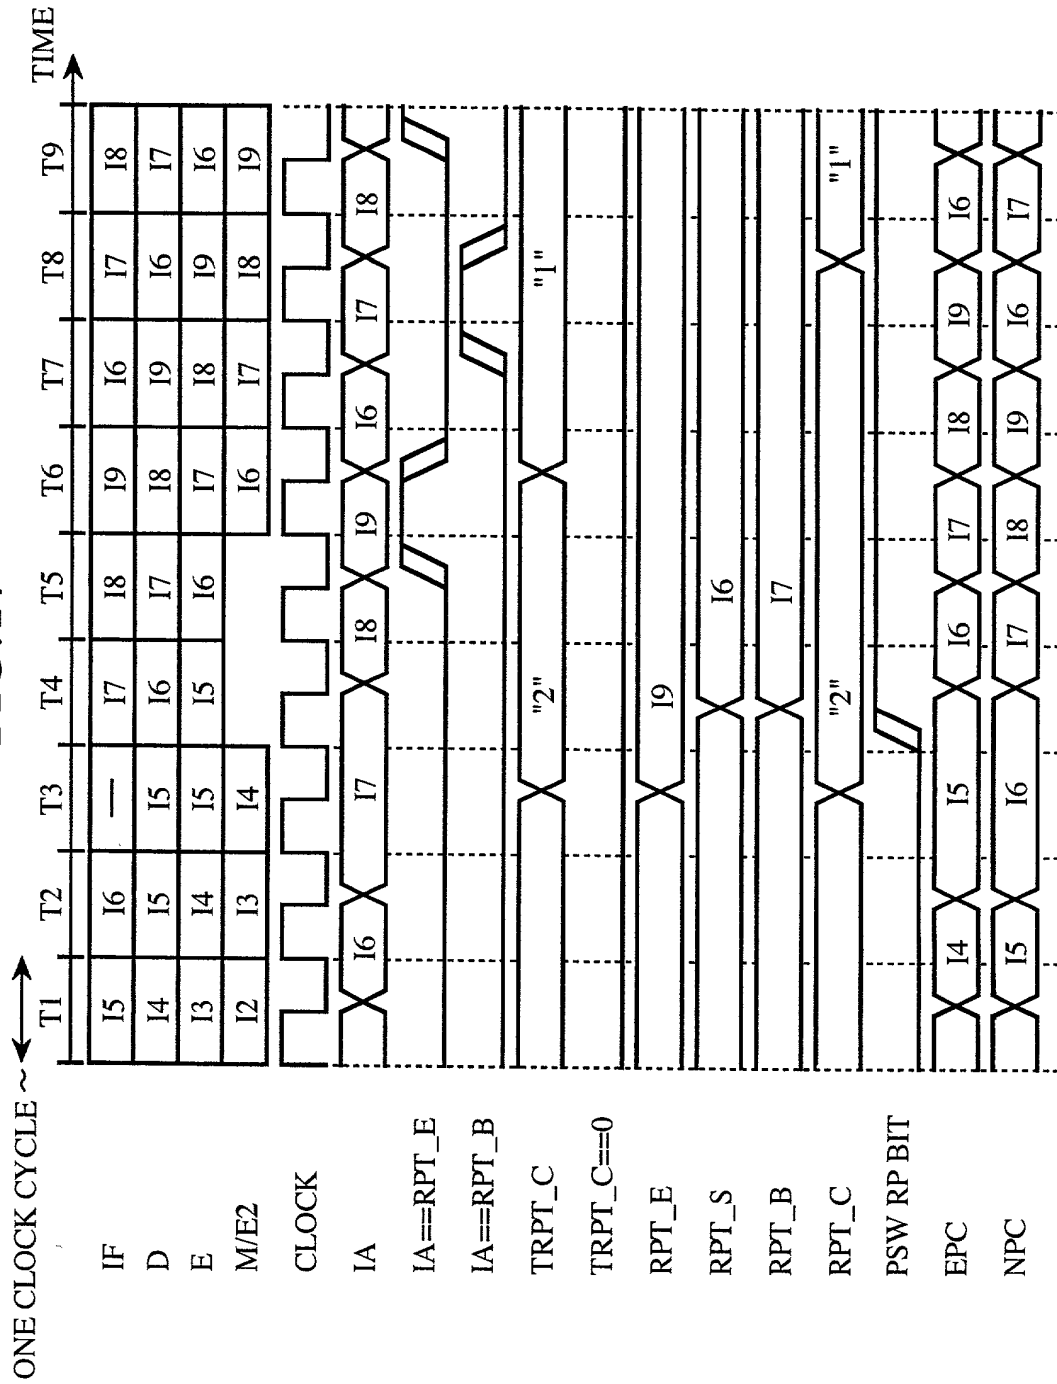 ONE CLOCK CYCLE ~
TIME
T1 T2 T3 T4 T5 T6 T7 T8 T9
IF I5 I6 — I7 I8 I9 I6 I7 I8
D I4 I5 I5 I6 I7 I8 I9 I6 I7
E I3 I4 I5 I5 I6 I7 I8 I9 I6
M/E2 I2 I3 I4 I6 I7 I8 I9
CLOCK
IA I6 I7 I8 I9 I6 I7 I8
IA==RPT_E
IA==RPT_B
TRPT_C "2" "1"
TRPT_C==0
RPT_E I9
RPT_S I6
RPT_B I7
RPT_C "2" "1"
PSW RP BIT
EPC I4 I5 I6 I7 I8 I9 I6
NPC I5 I6 I7 I8 I9 I6 I7